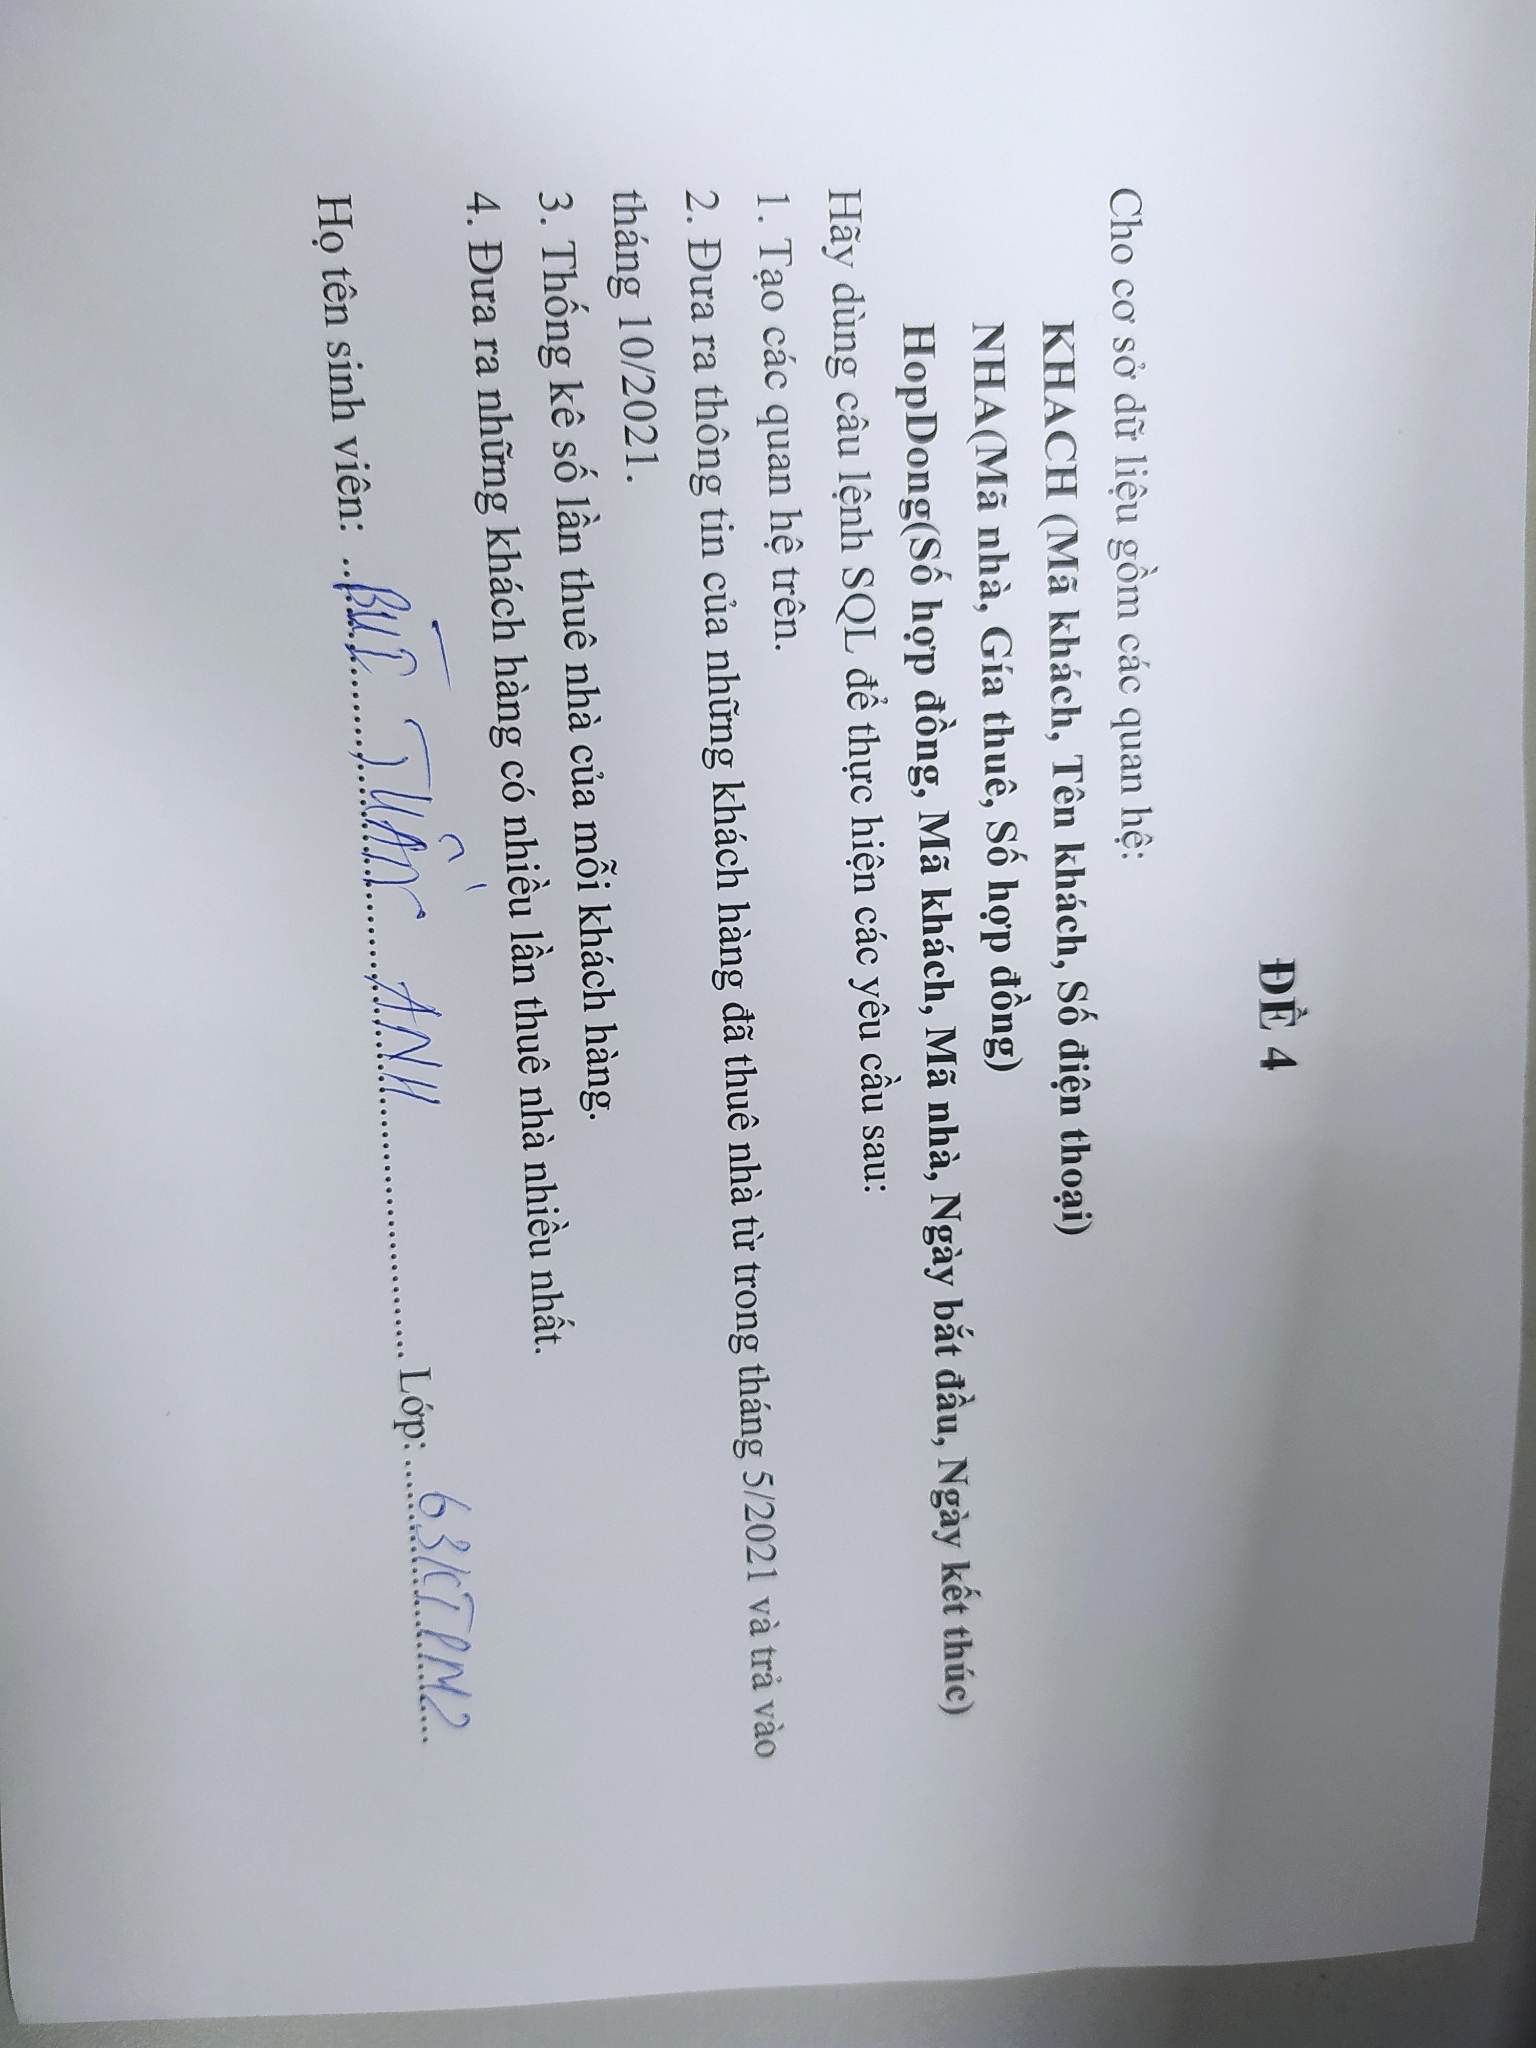 ĐỀ 4
Cho cơ sở dữ liệu gồm các quan hệ:
KHACH (Mã khách, Tên khách, Số điện thoại)
NHA(Mã nhà, Gía thuê, Số hợp đồng)
HopDong(Số hợp đồng, Mã khách, Mã nhà, Ngày bắt đầu, Ngày kết thúc)
Hãy dùng câu lệnh SQL để thực hiện các yêu cầu sau:
1. Tạo các quan hệ trên.
2. Đưa ra thông tin của những khách hàng đã thuê nhà từ trong tháng 5/2021 và trả vào
tháng 10/2021.
3. Thống kê số lần thuê nhà của mỗi khách hàng.
4. Đưa ra những khách hàng có nhiều lần thuê nhà nhiều nhất.
Họ tên sinh viên: BÙI TUẤN ANH Lớp: 63KTPM2